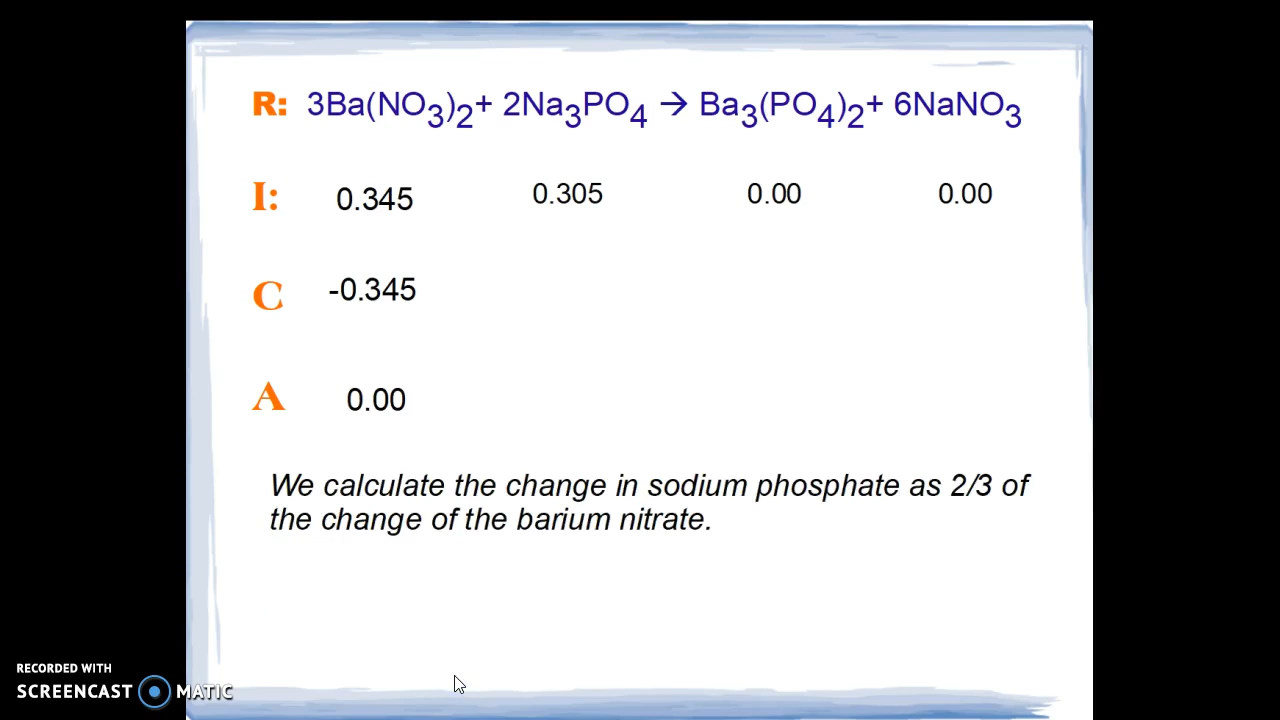 R: 3Ba(NO3)2+ 2Na3PO4 → Ba3(PO4)2+ 6NaNO3
I: 0.345 0.305 0.00 0.00
C -0.345
A 0.00
We calculate the change in sodium phosphate as 2/3 of
the change of the barium nitrate.
RECORDED WITH
SCREENCAST MATIC